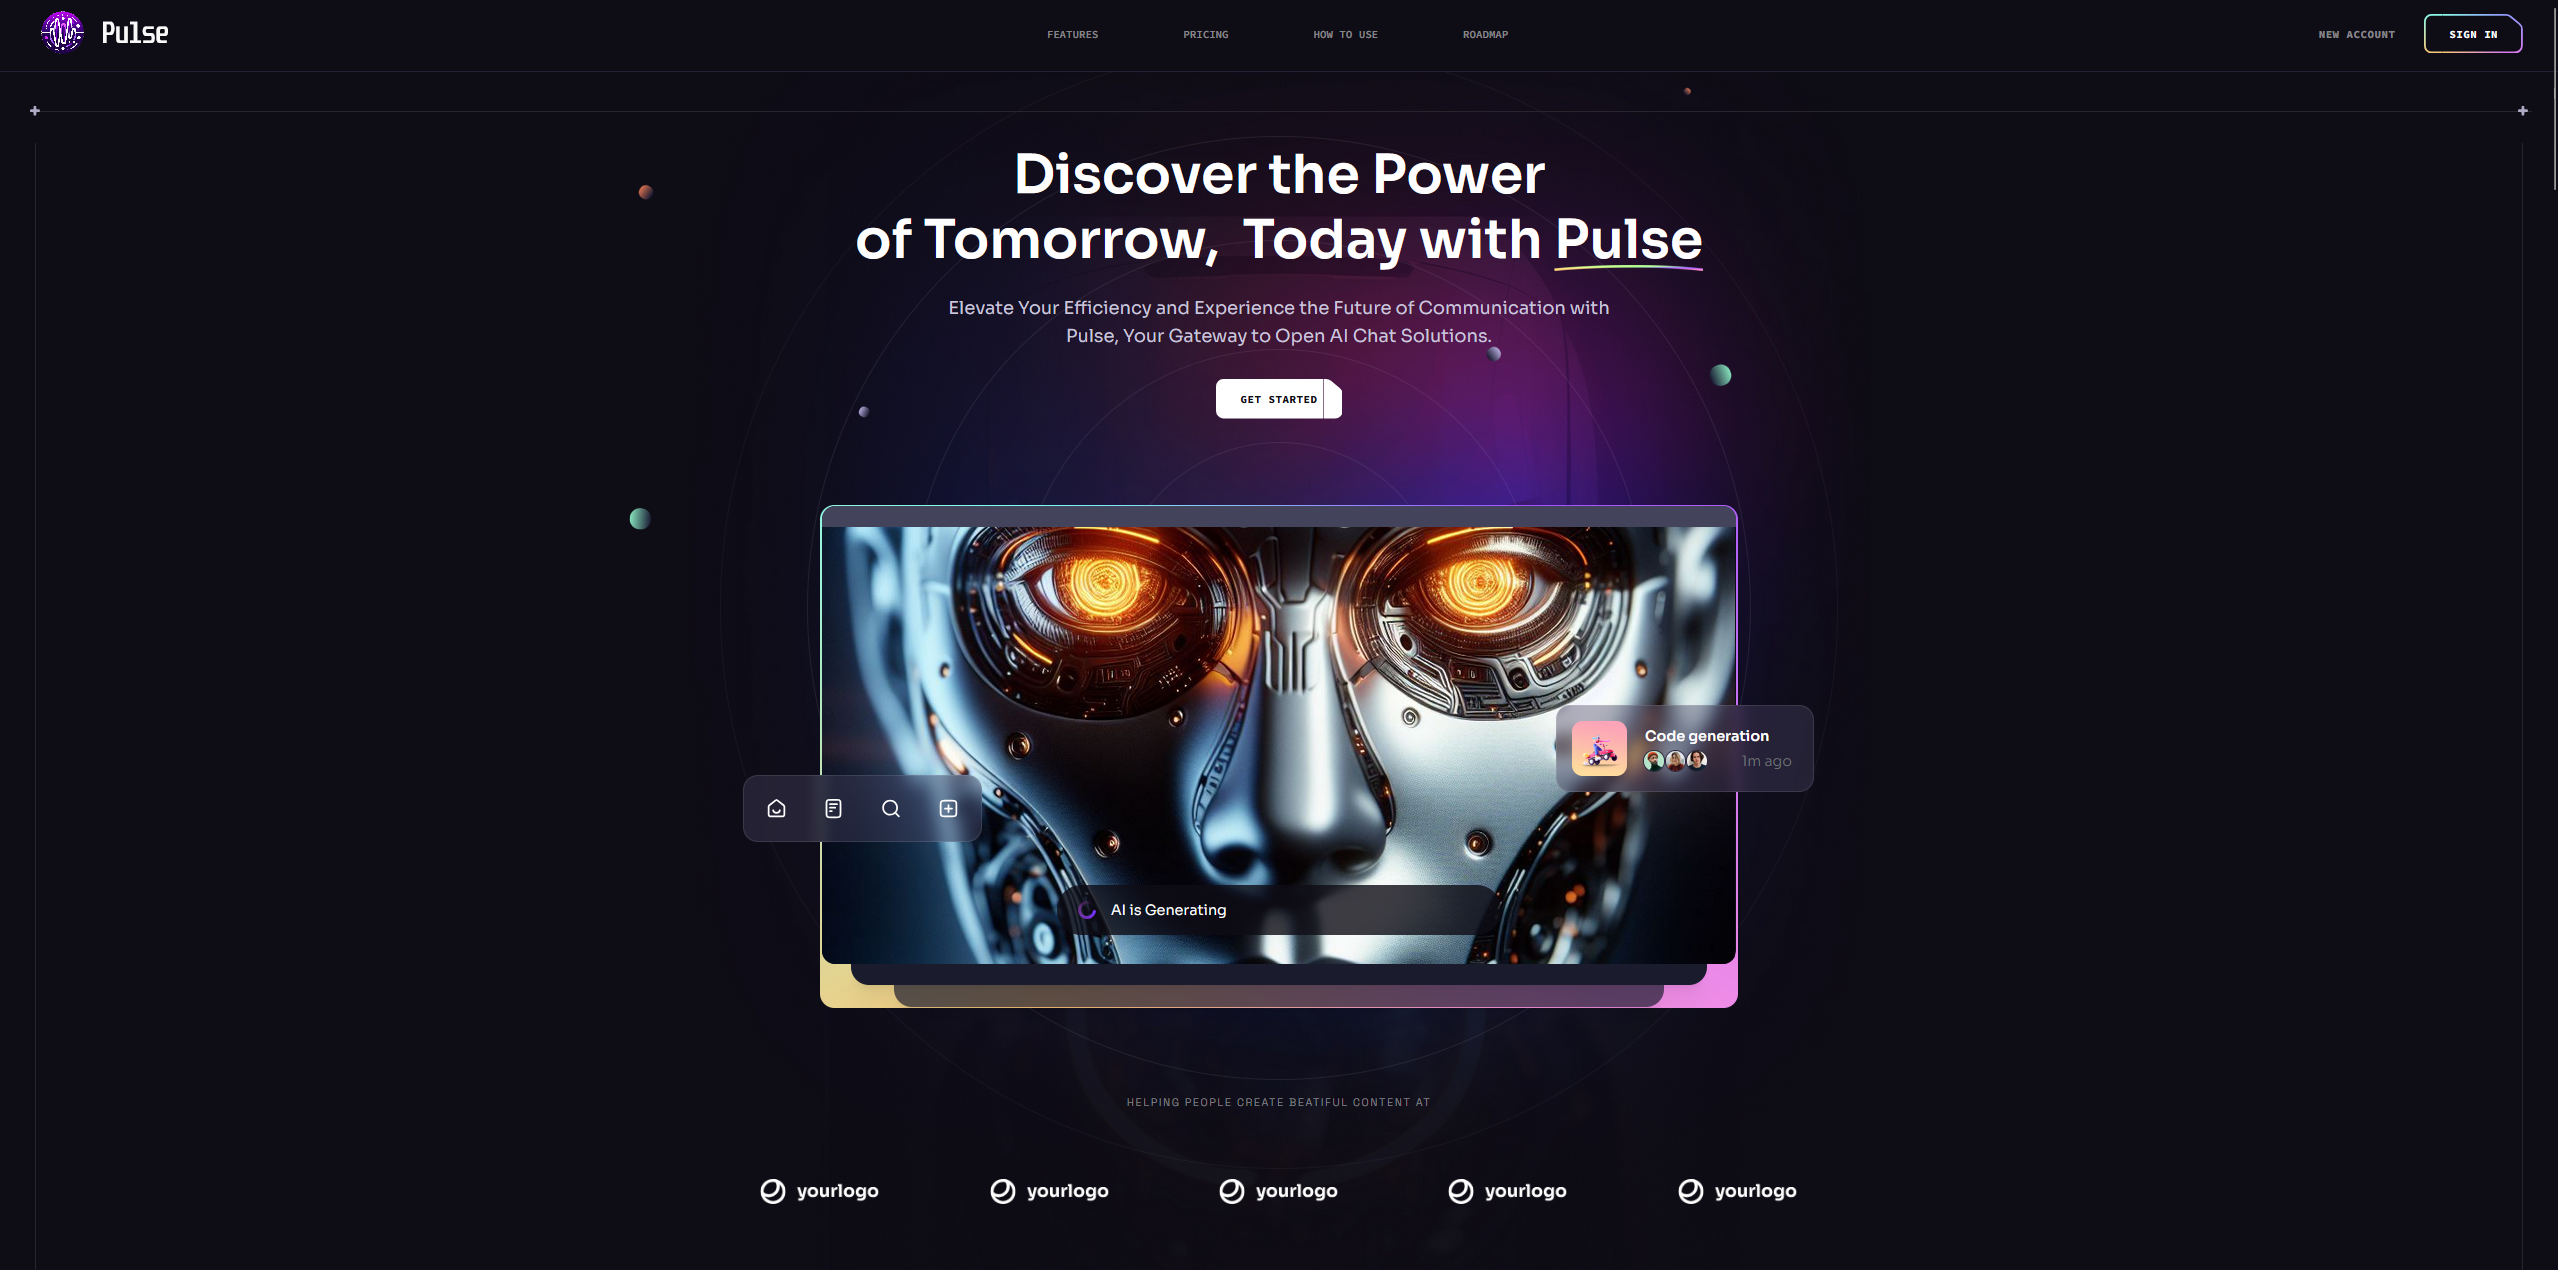 Pulse
FEATURES
PRICING
HOW TO USE
ROADMAP
NEW ACCOUNT
SIGN IN
Discover the Power
of Tomorrow, Today with Pulse
Elevate Your Efficiency and Experience the Future of Communication with
Pulse, Your Gateway to Open AI Chat Solutions.
GET STARTED
Code generation
1m ago
AI is Generating
HELPING PEOPLE CREATE BEATIFUL CONTENT AT
yourlogo
yourlogo
yourlogo
yourlogo
yourlogo